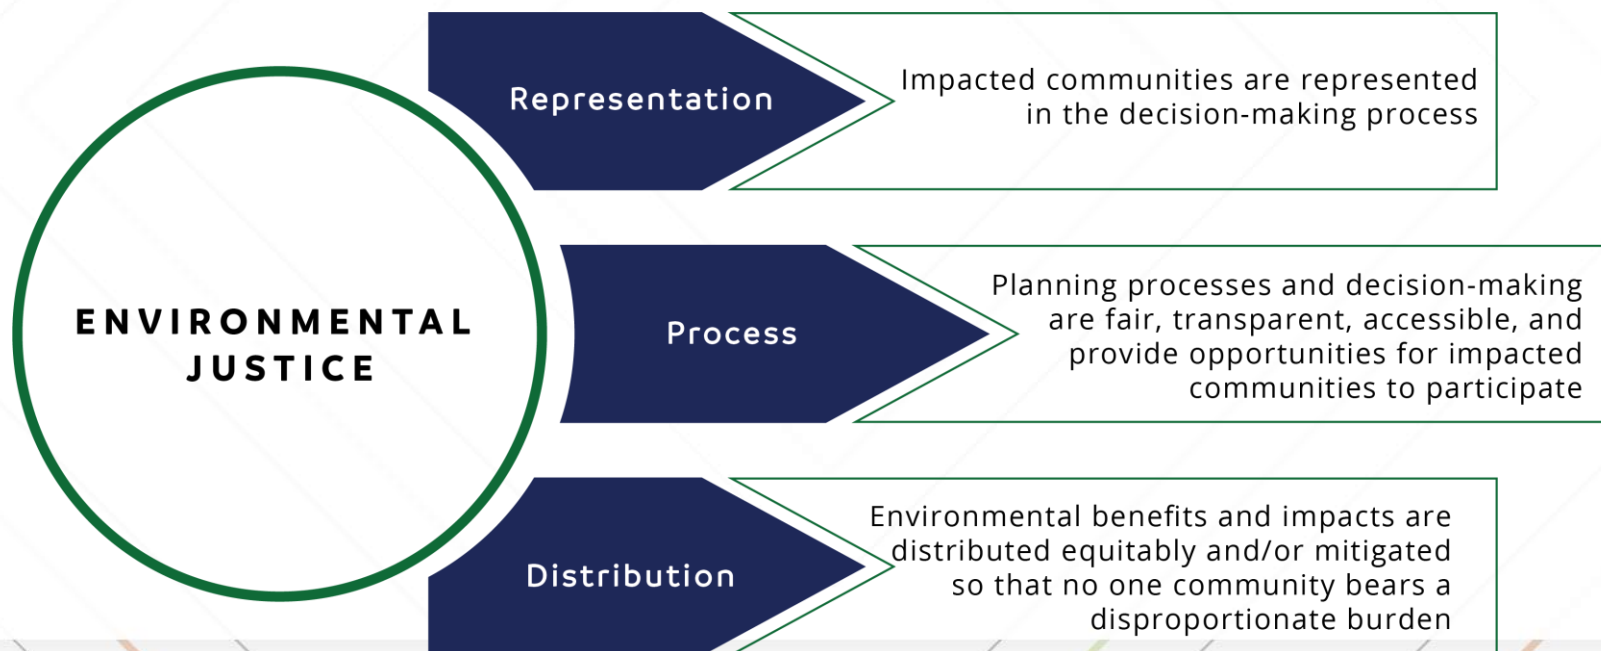 ENVIRONMENTAL
JUSTICE
Representation
Impacted communities are represented
in the decision-making process
Process
Planning processes and decision-making
are fair, transparent, accessible, and
provide opportunities for impacted
communities to participate
Distribution
Environmental benefits and impacts are
distributed equitably and/or mitigated
so that no one community bears a
disproportionate burden